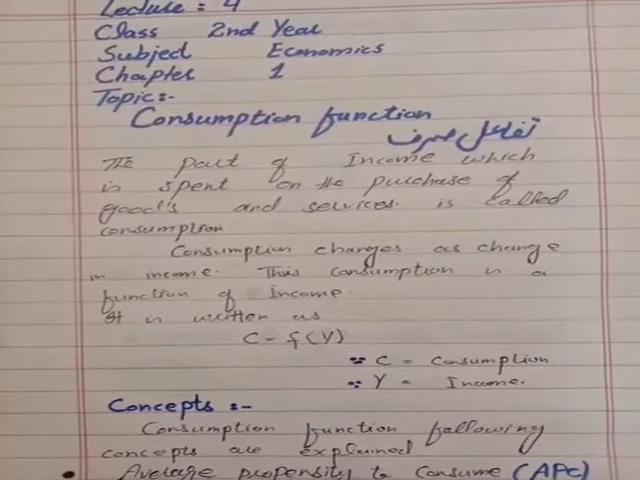 Lecture : 4
Class 2nd Year
Subject Economics
Chapter 1
Topic:-
Consumption function
تفاعل صرف
The part of Income which
is spent on the purchase of
good's and services. is called
consumption
Consumption changes as change
in income. This consumption is a
function of Income.
It is written as
C = f(Y)
∵ C = Consumption
∵ Y = Income.
Concepts :-
Consumption function following
concepts are explained
• Average propensity to Consume (APC)